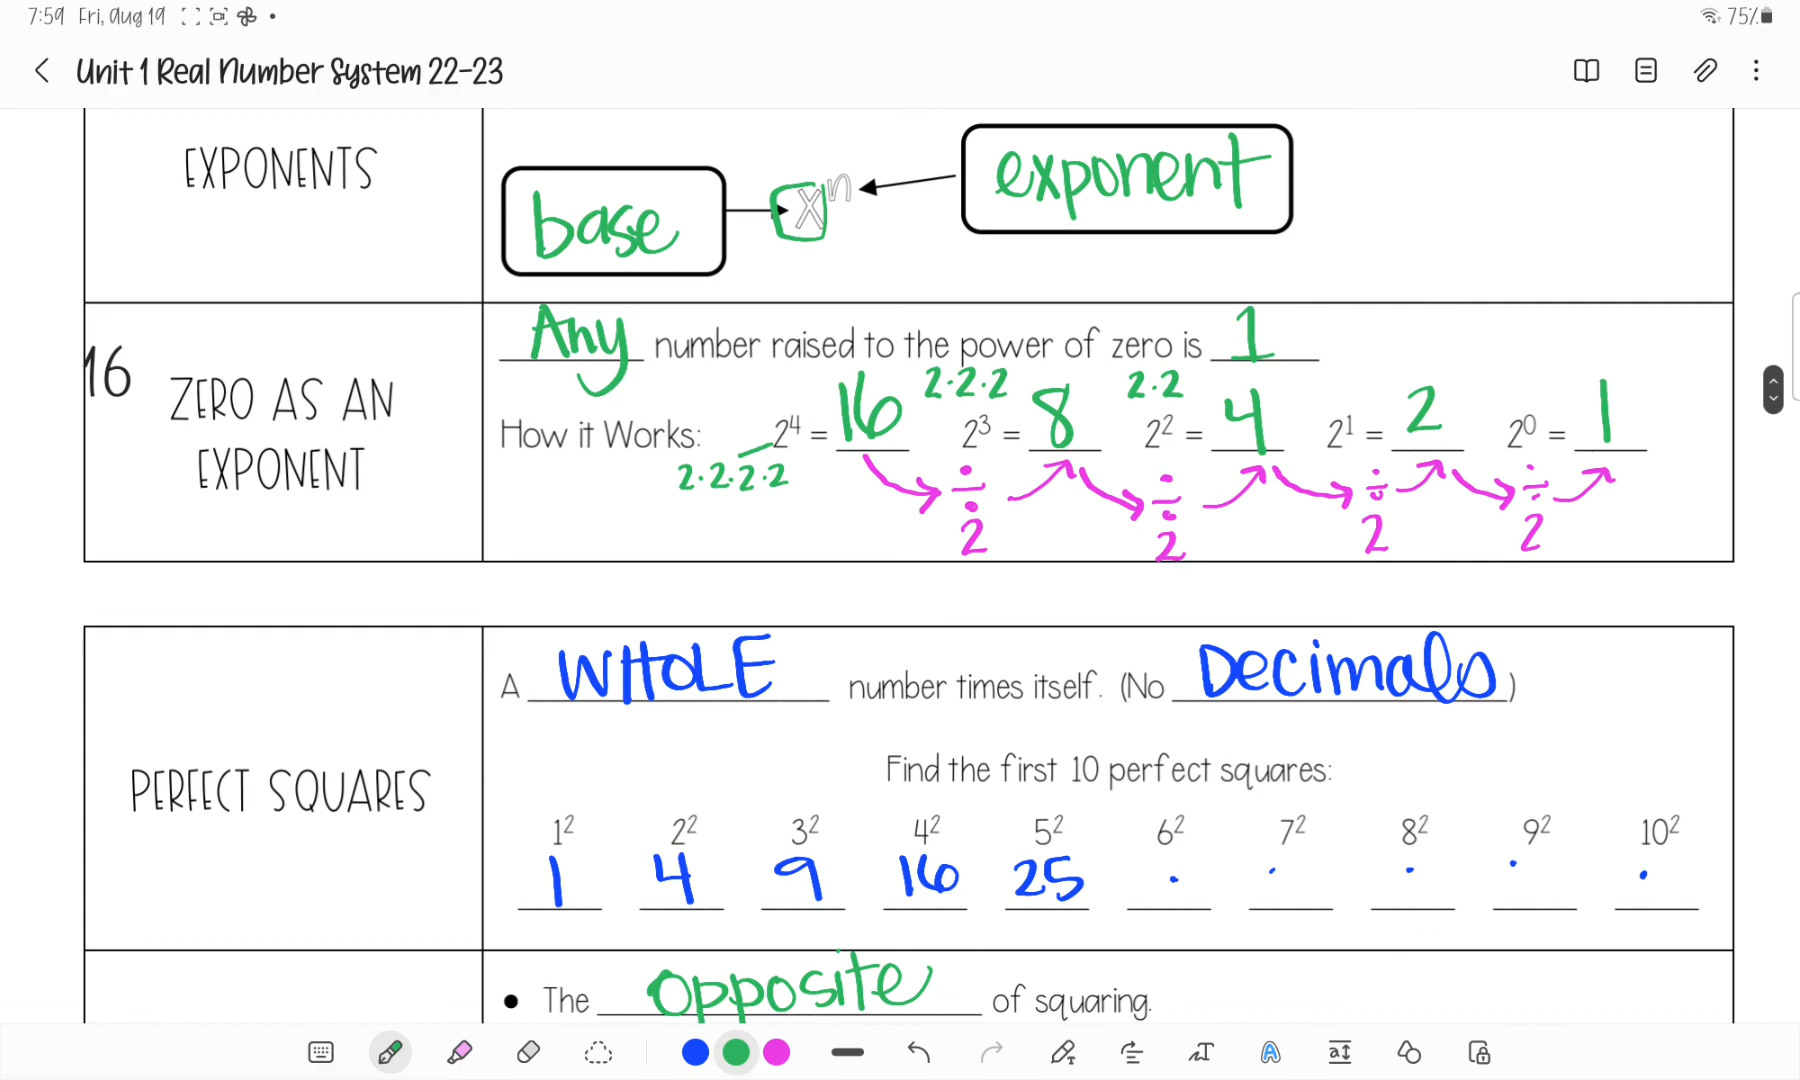 7:59 Fri, Aug 19 75%
Unit 1 Real Number System 22-23
EXPONENTS
base xⁿ exponent
16
ZERO AS AN
EXPONENT
Any number raised to the power of zero is 1
2·2·2 2·2
How it Works: 2⁴ = 16 2³ = 8 2² = 4 2¹ = 2 2⁰ = 1
2·2·2·2
÷ ÷ ÷ ÷
2 2 2 2
PERFECT SQUARES
A WHOLE number times itself. (No Decimals)
Find the first 10 perfect squares:
1² 2² 3² 4² 5² 6² 7² 8² 9² 10²
1 4 9 16 25 . . . . .
• The opposite of squaring.